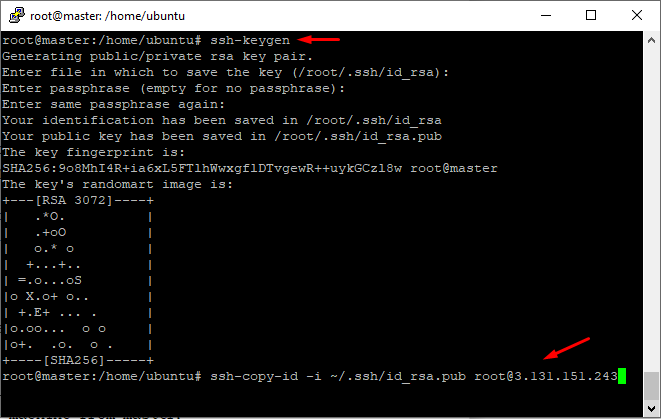 root@master: /home/ubuntu
root@master:/home/ubuntu# ssh-keygen
Generating public/private rsa key pair.
Enter file in which to save the key (/root/.ssh/id_rsa):
Enter passphrase (empty for no passphrase):
Enter same passphrase again:
Your identification has been saved in /root/.ssh/id_rsa
Your public key has been saved in /root/.ssh/id_rsa.pub
The key fingerprint is:
SHA256:9o8MhI4R+ia6xL5FTlhWwxgflDTvgewR++uykGCzl8w root@master
The key's randomart image is:
+---[RSA 3072]----+
|   .*O.          |
|   .+oO          |
|   o.* o         |
|  +...+..        |
| =.o...oS        |
|o X.o+ o..       |
| +.E+ ... .      |
|o.oo...  o o     |
|o+.  .o.  o .    |
+----[SHA256]-----+
root@master:/home/ubuntu# ssh-copy-id -i ~/.ssh/id_rsa.pub root@3.131.151.243